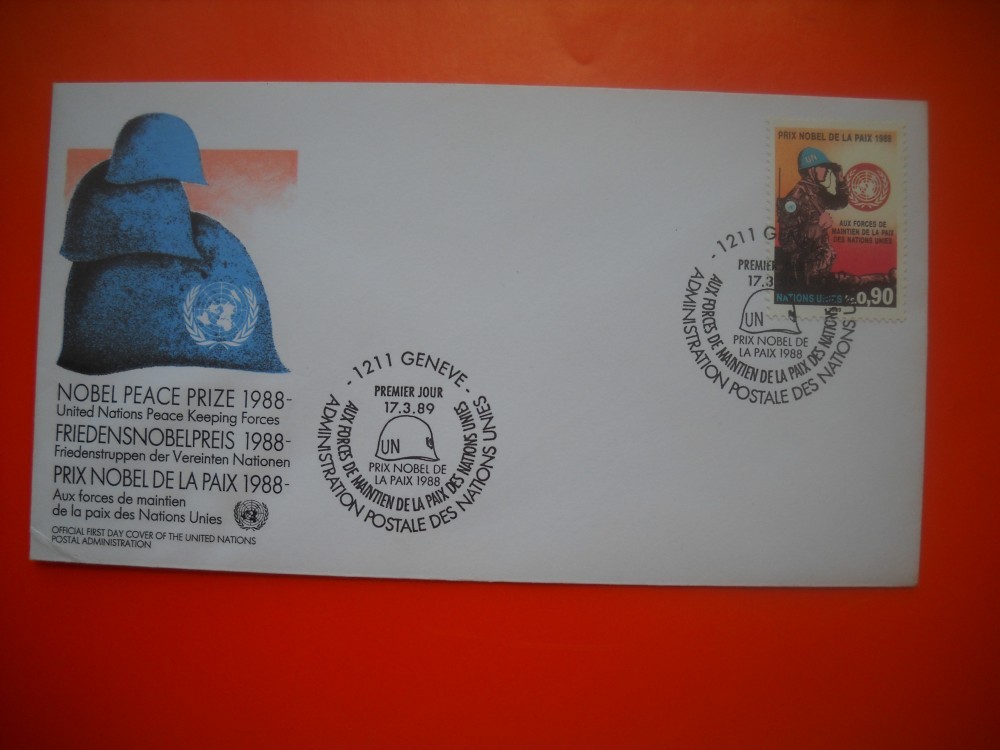 NOBEL PEACE PRIZE 1988-
United Nations Peace Keeping Forces
FRIEDENSNOBELPREIS 1988-
Friedenstruppen der Vereinten Nationen
PRIX NOBEL DE LA PAIX 1988-
Aux forces de maintien
de la paix des Nations Unies
OFFICIAL FIRST DAY COVER OF THE UNITED NATIONS
POSTAL ADMINISTRATION
- 1211 GENEVE -
PREMIER JOUR
17.3.89
UN
PRIX NOBEL DE
LA PAIX 1988
AUX FORCES DE MAINTIEN DE LA PAIX DES NATIONS UNIES
ADMINISTRATION POSTALE DES NATIONS UNIES
PRIX NOBEL DE LA PAIX 1988
UN
AUX FORCES DE
MAINTIEN DE LA PAIX
DES NATIONS UNIES
NATIONS UNIES
0,90
- 1211 GENE
PREMIER
17.3
UN
PRIX NOBEL DE
LA PAIX 1988
AUX FORCES DE MAINTIEN DE LA PAIX DES NATIONS
ADMINISTRATION POSTALE DES NATIONS UN